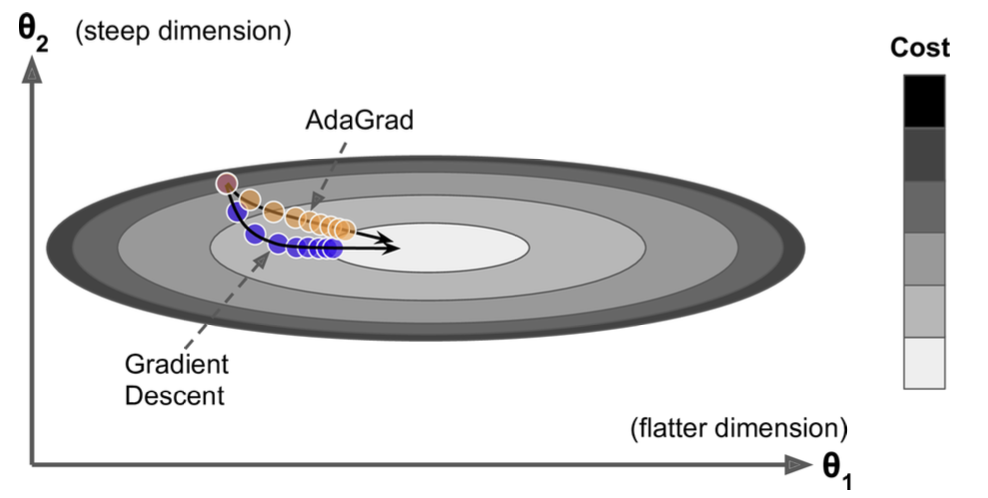 θ2 (steep dimension)
Cost
AdaGrad
Gradient
Descent
(flatter dimension)
θ1